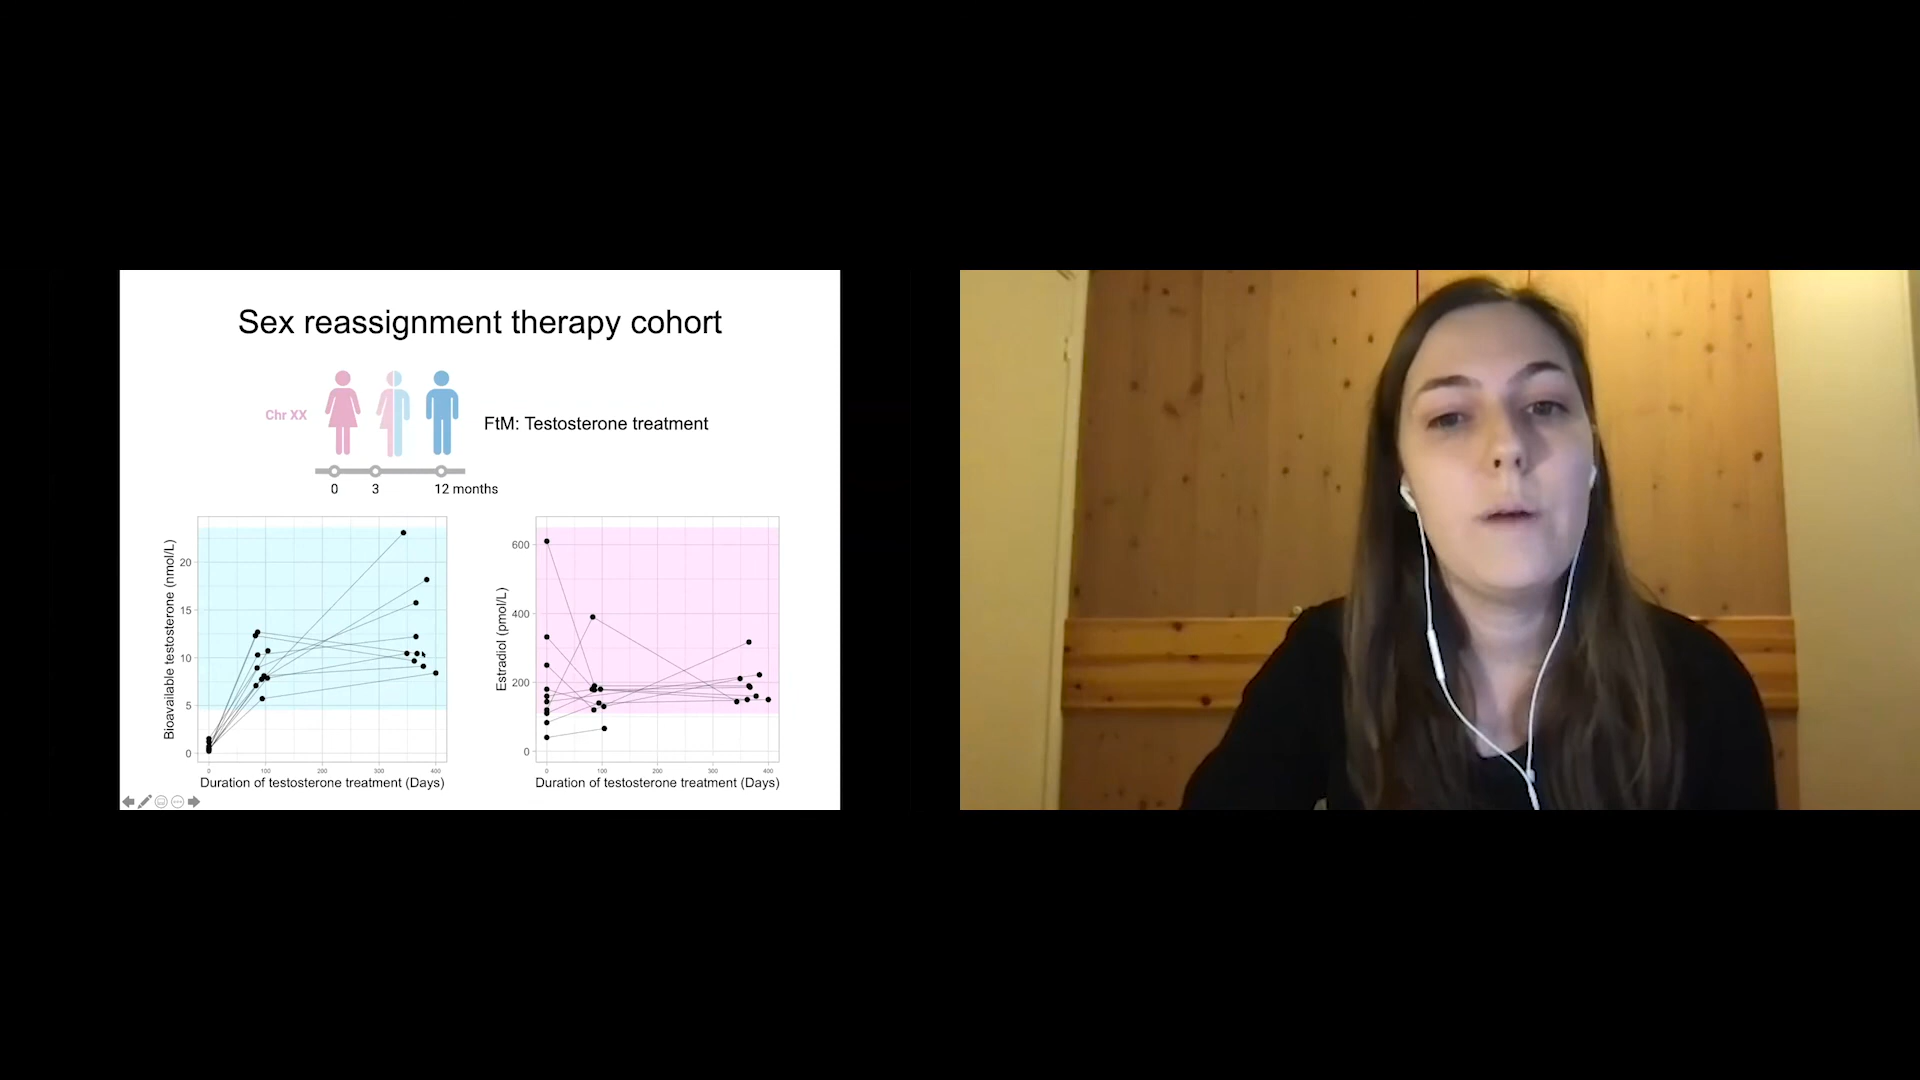 Sex reassignment therapy cohort
Chr XX
FtM: Testosterone treatment
0 3 12 months
Bioavailable testosterone (nmol/L)
20
15
10
5
0
0 100 200 300 400
Duration of testosterone treatment (Days)
Estradiol (pmol/L)
600
400
200
0
0 100 200 300 400
Duration of testosterone treatment (Days)